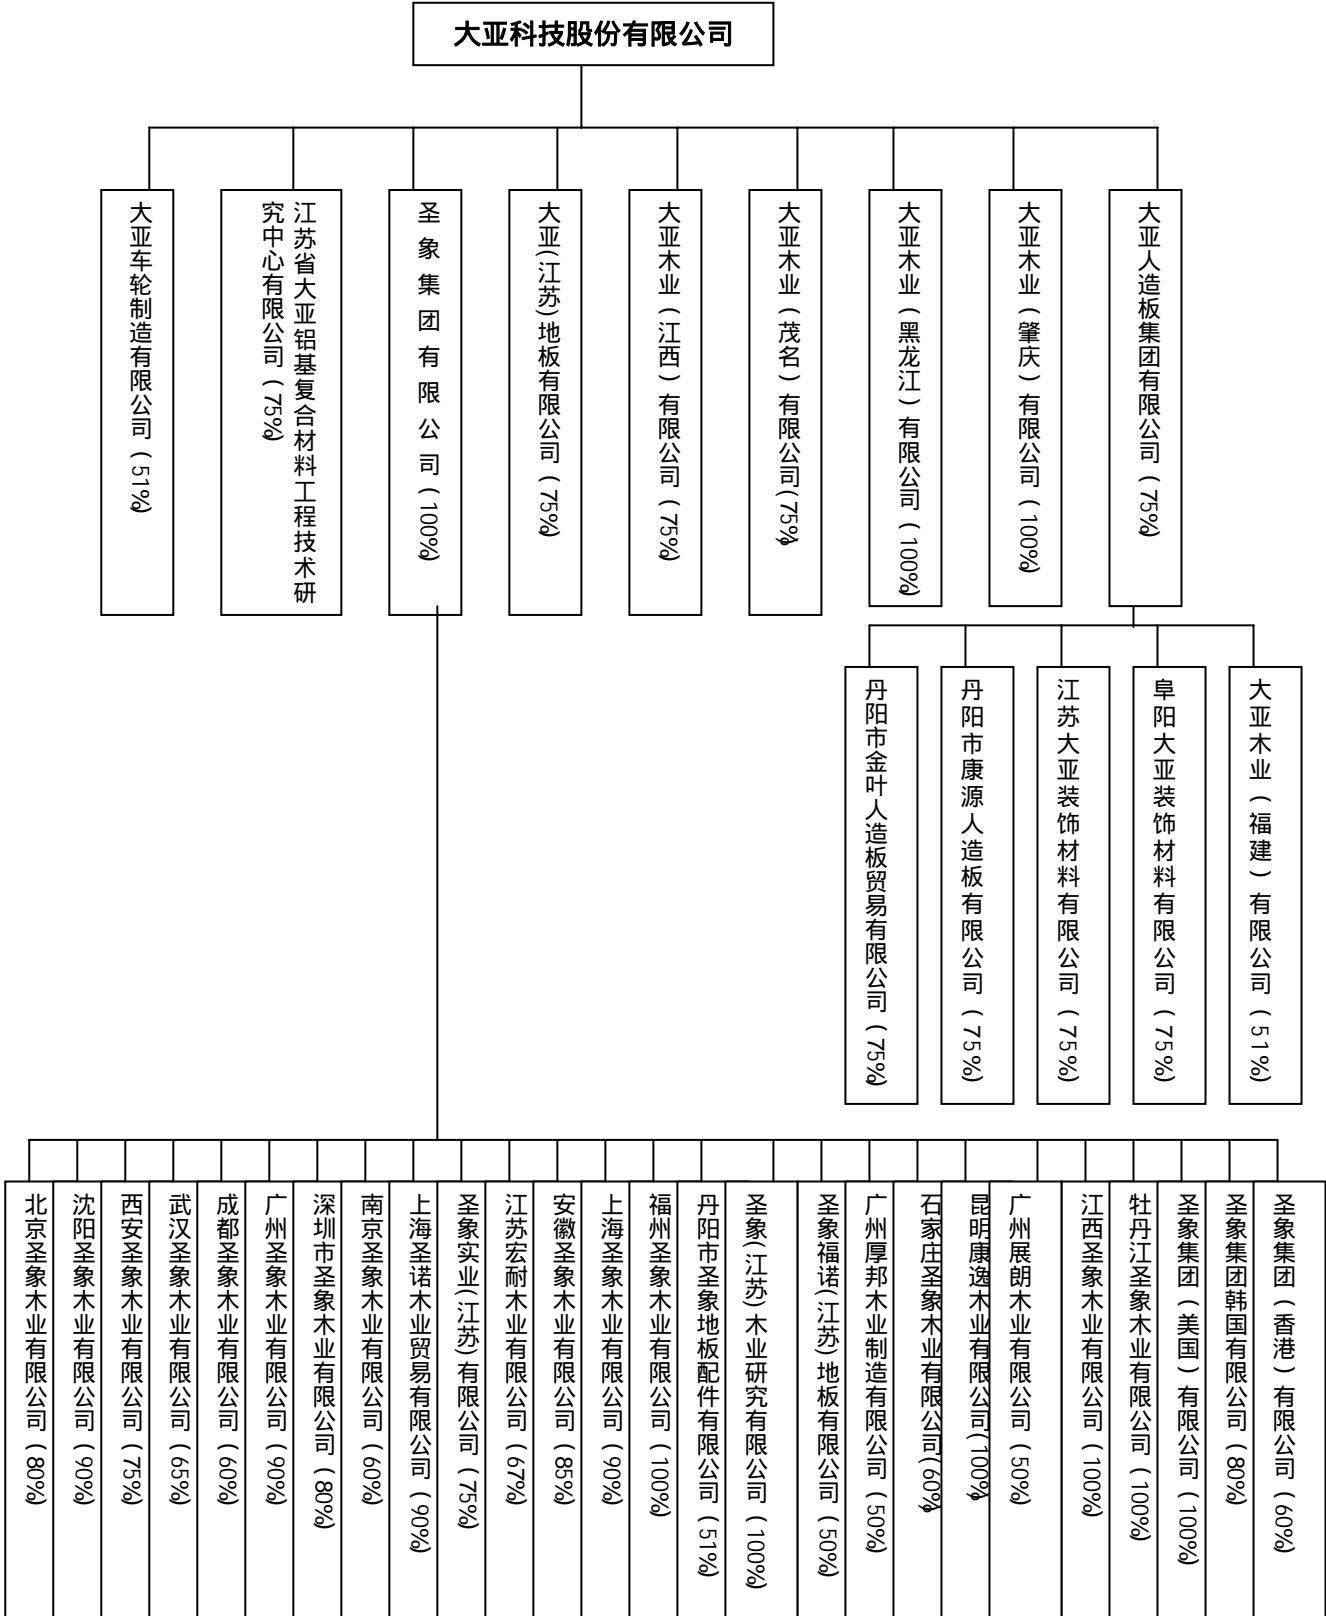 大亚科技股份有限公司
大亚车轮制造有限公司(51%)
江苏省大亚铝基复合材料工程技术研
究中心有限公司(75%)
圣象集团有限公司(100%)
大亚(江苏)地板有限公司(75%)
大亚木业(江西)有限公司(75%)
大亚木业(茂名)有限公司(75%)
大亚木业(黑龙江)有限公司(100%)
大亚木业(肇庆)有限公司(100%)
大亚人造板集团有限公司(75%)
丹阳市金叶人造板贸易有限公司(75%)
丹阳市康源人造板有限公司(75%)
江苏大亚装饰材料有限公司(75%)
阜阳大亚装饰材料有限公司(75%)
大亚木业(福建)有限公司(51%)
北京圣象木业有限公司(80%)
沈阳圣象木业有限公司(90%)
西安圣象木业有限公司(75%)
武汉圣象木业有限公司(65%)
成都圣象木业有限公司(60%)
广州圣象木业有限公司(90%)
深圳市圣象木业有限公司(80%)
南京圣象木业有限公司(60%)
上海圣诺木业贸易有限公司(90%)
圣象实业(江苏)有限公司(75%)
江苏宏耐木业有限公司(67%)
安徽圣象木业有限公司(85%)
上海圣象木业有限公司(90%)
福州圣象木业有限公司(100%)
丹阳市圣象地板配件有限公司(51%)
圣象(江苏)木业研究有限公司(100%)
圣象福诺(江苏)地板有限公司(50%)
广州厚邦木业制造有限公司(50%)
石家庄圣象木业有限公司(60%)
昆明康逸木业有限公司(100%)
广州展朗木业有限公司(50%)
江西圣象木业有限公司(100%)
牡丹江圣象木业有限公司(100%)
圣象集团(美国)有限公司(100%)
圣象集团韩国有限公司(80%)
圣象集团(香港)有限公司(60%)